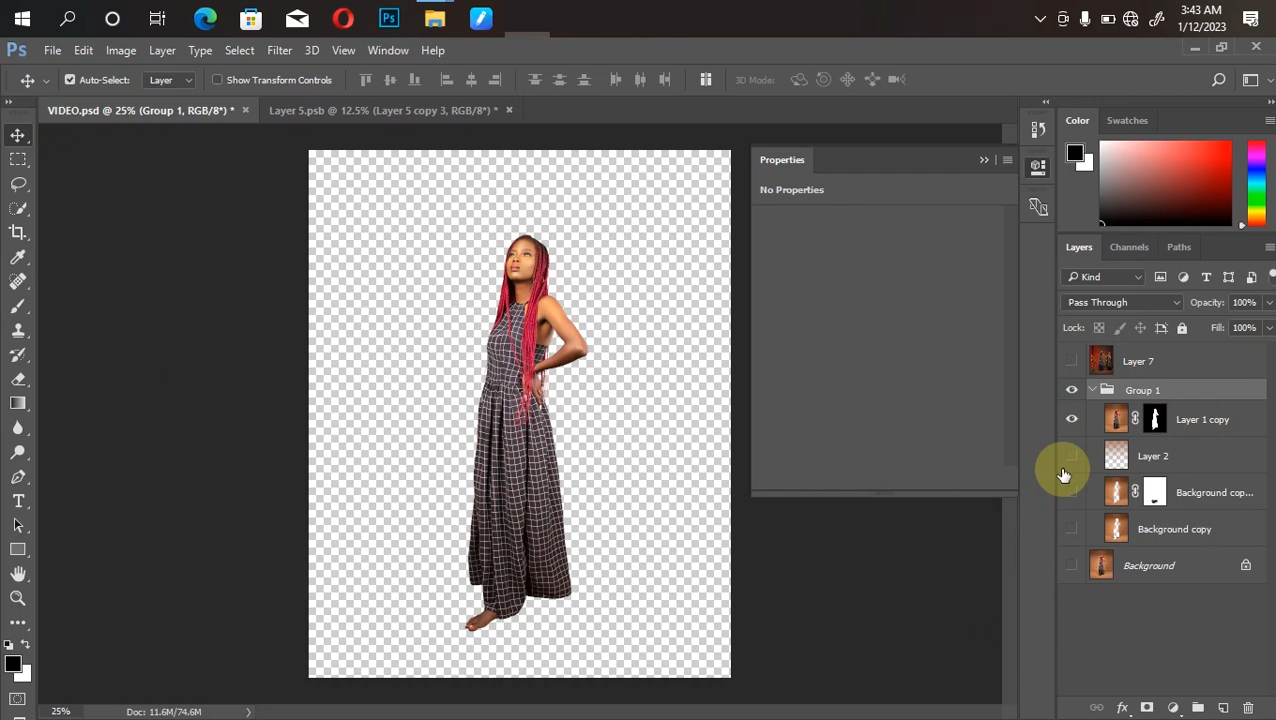 3:43 AM
1/12/2023
Ps
File Edit Image Layer Type Select Filter 3D View Window Help
Auto-Select: Layer Show Transform Controls 3D Mode:
VIDEO.psd @ 25% (Group 1, RGB/8*) * Layer 5.psb @ 12.5% (Layer 5 copy 3, RGB/8*) *
Color Swatches
Properties
No Properties
Layers Channels Paths
Kind
Pass Through Opacity: 100%
Lock: Fill: 100%
Layer 7
Group 1
Layer 1 copy
Layer 2
Background cop...
Background copy
Background
25% Doc: 11.6M/74.6M